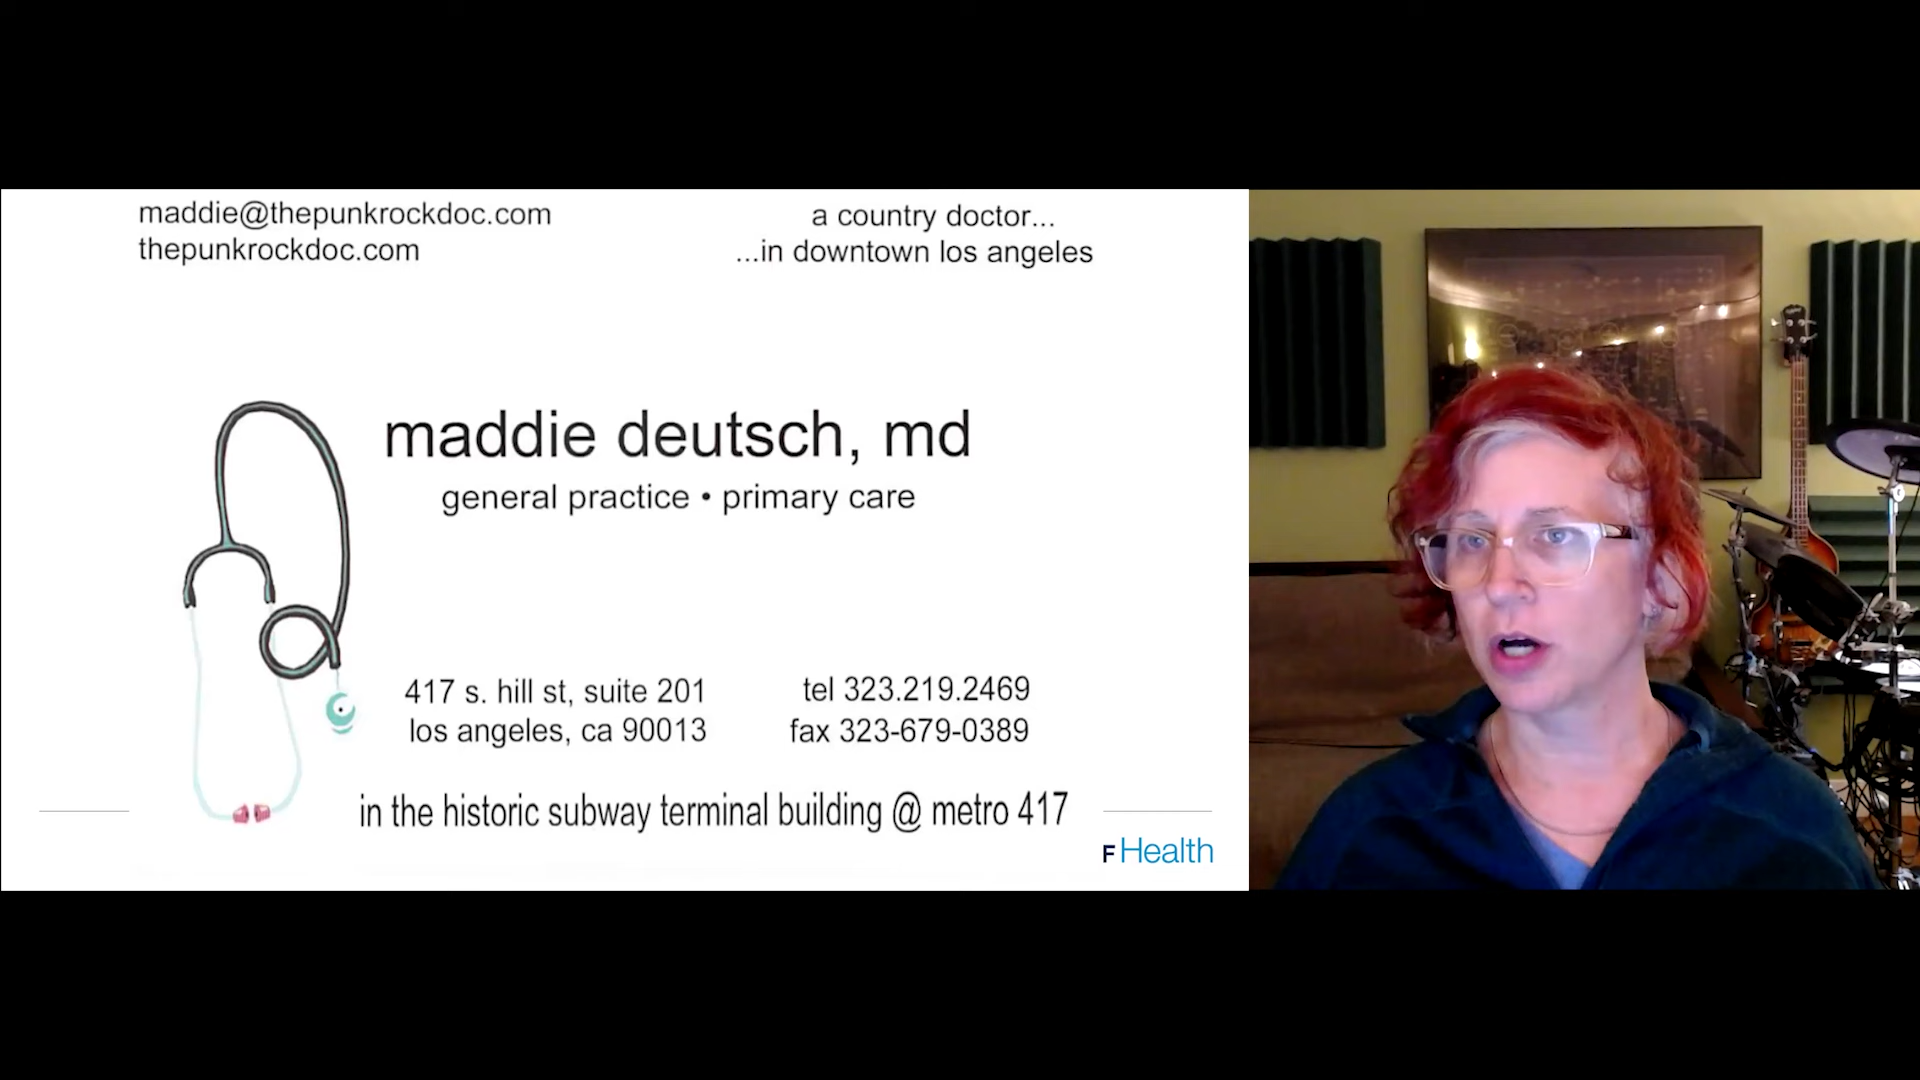 maddie@thepunkrockdoc.com
thepunkrockdoc.com
a country doctor...
...in downtown los angeles
maddie deutsch, md
general practice • primary care
417 s. hill st, suite 201
los angeles, ca 90013
tel 323.219.2469
fax 323-679-0389
in the historic subway terminal building @ metro 417
F Health